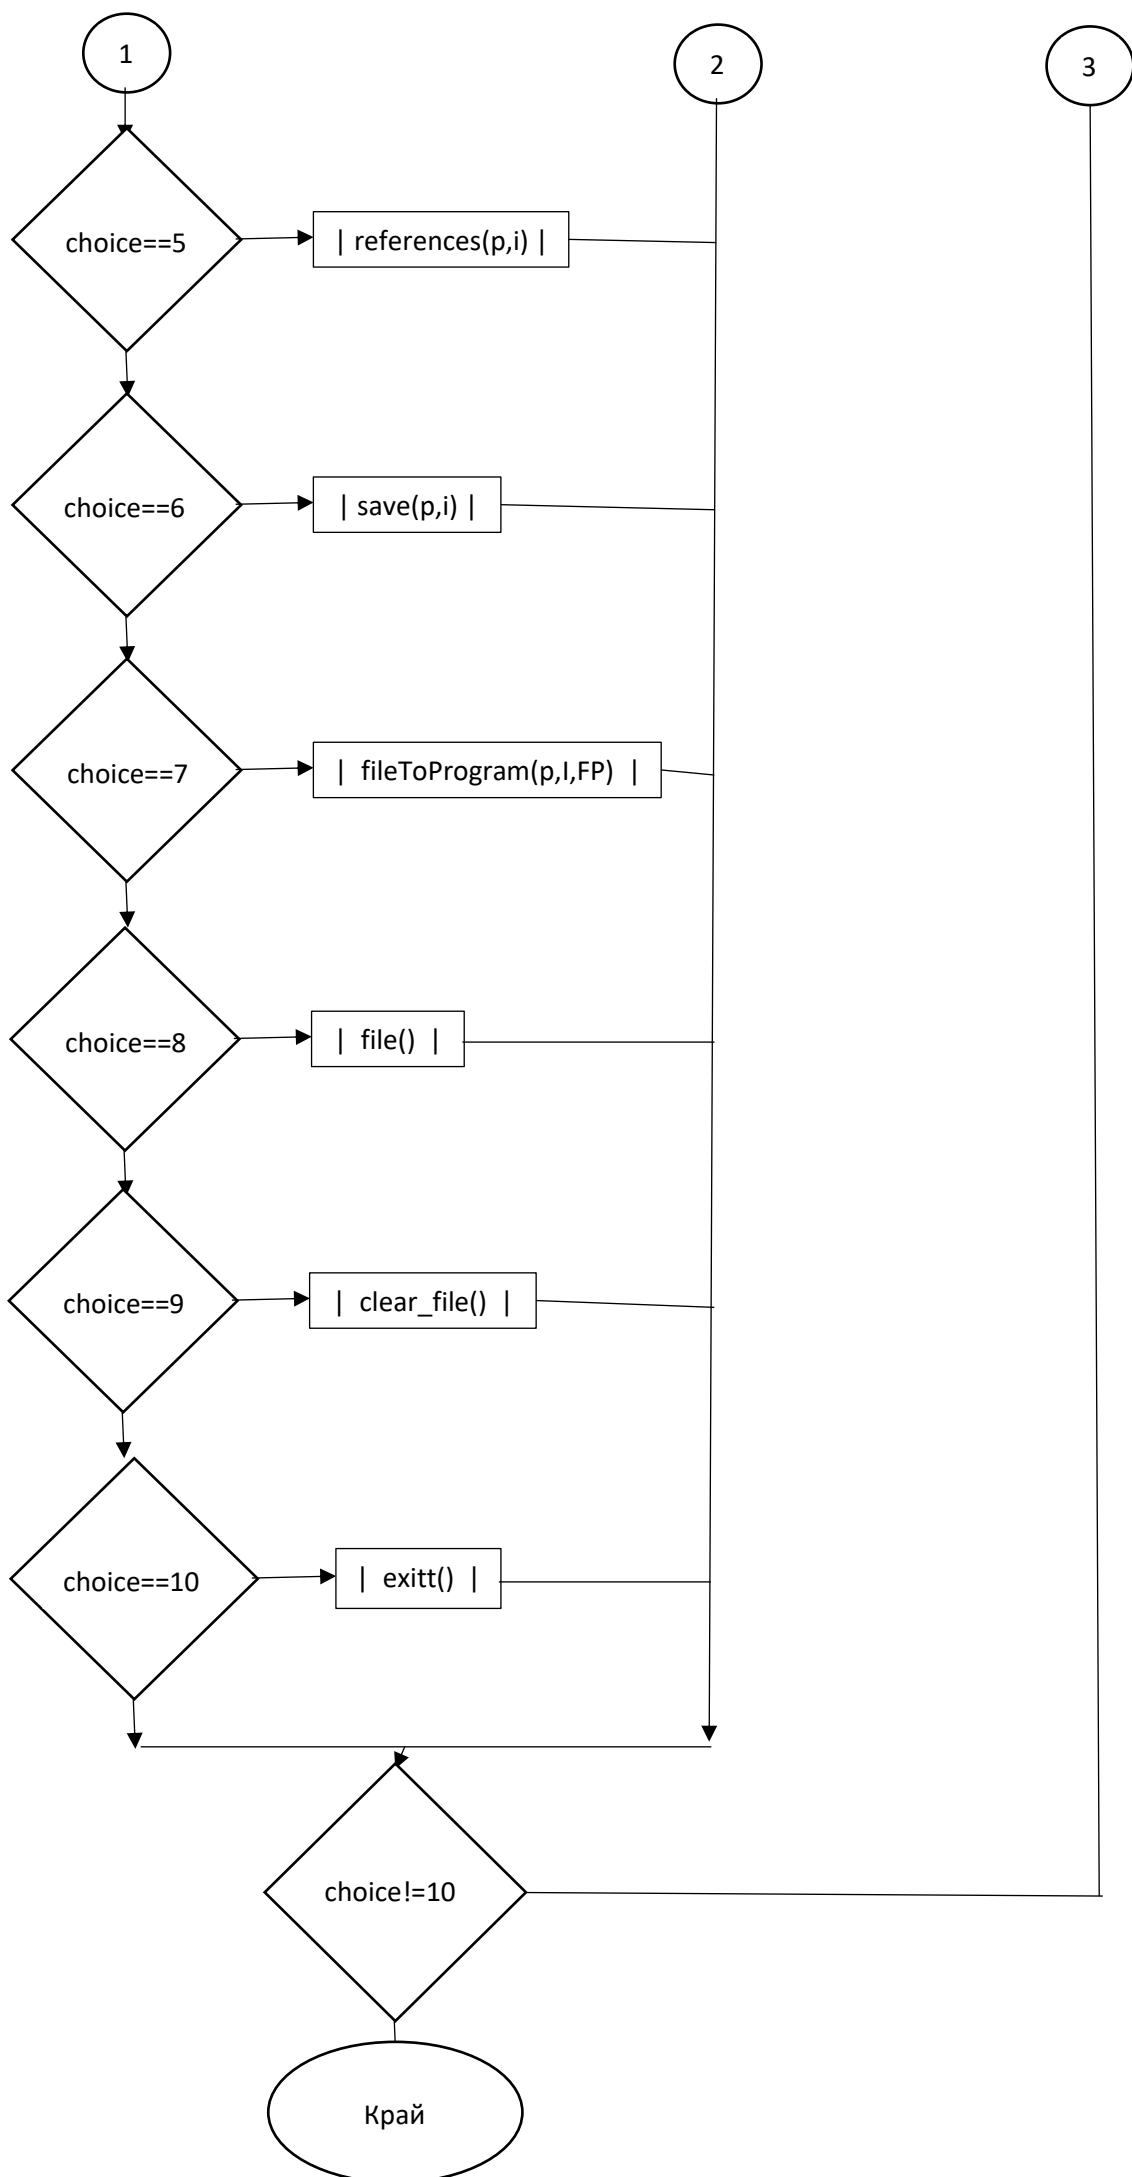 1
2
3
choice==5
| references(p,i) |
choice==6
| save(p,i) |
choice==7
| fileToProgram(p,I,FP) |
choice==8
| file() |
choice==9
| clear_file() |
choice==10
| exitt() |
choice!=10
Край